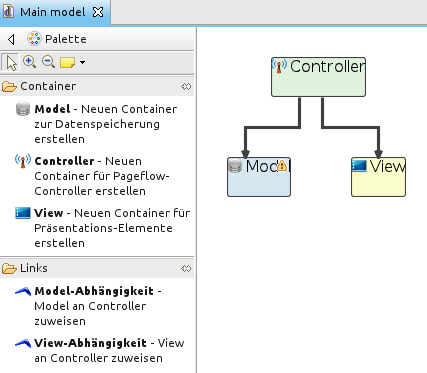 Main model
Palette
Container
Model - Neuen Container
zur Datenspeicherung
erstellen
Controller - Neuen
Container für Pageflow-
Controller erstellen
View - Neuen Container für
Präsentations-Elemente
erstellen
Links
Model-Abhängigkeit -
Model an Controller
zuweisen
View-Abhängigkeit - View
an Controller zuweisen
Controller
View